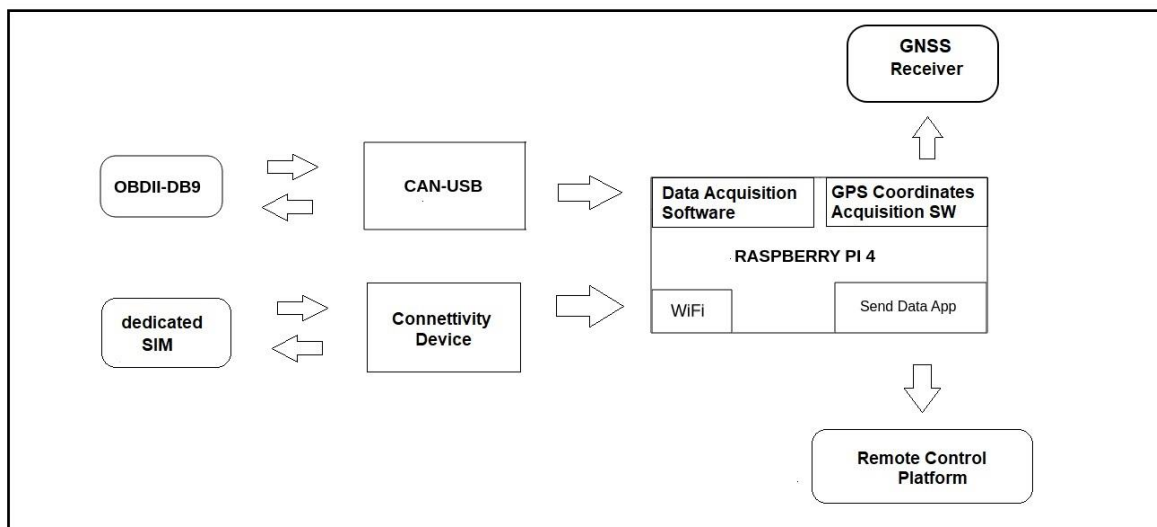 GNSS
Receiver
OBDII-DB9
CAN-USB
Data Acquisition
Software
GPS Coordinates
Acquisition SW
RASPBERRY PI 4
dedicated
SIM
Connettivity
Device
WiFi
Send Data App
Remote Control
Platform